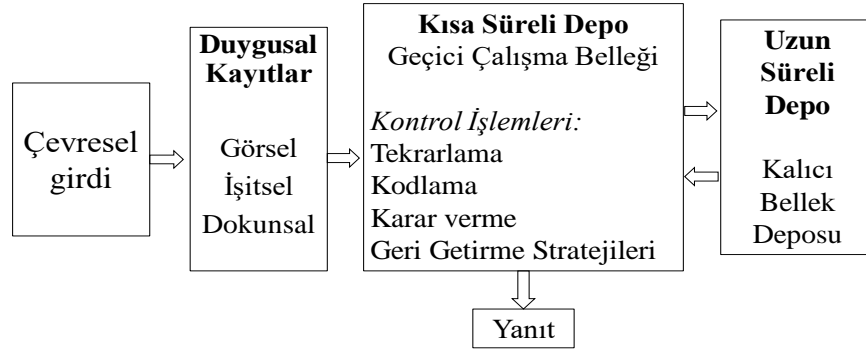 Çevresel
girdi
Duygusal
Kayıtlar
Görsel
İşitsel
Dokunsal
Kısa Süreli Depo
Geçici Çalışma Belleği
Kontrol İşlemleri:
Tekrarlama
Kodlama
Karar verme
Geri Getirme Stratejileri
Uzun
Süreli
Depo
Kalıcı
Bellek
Deposu
Yanıt